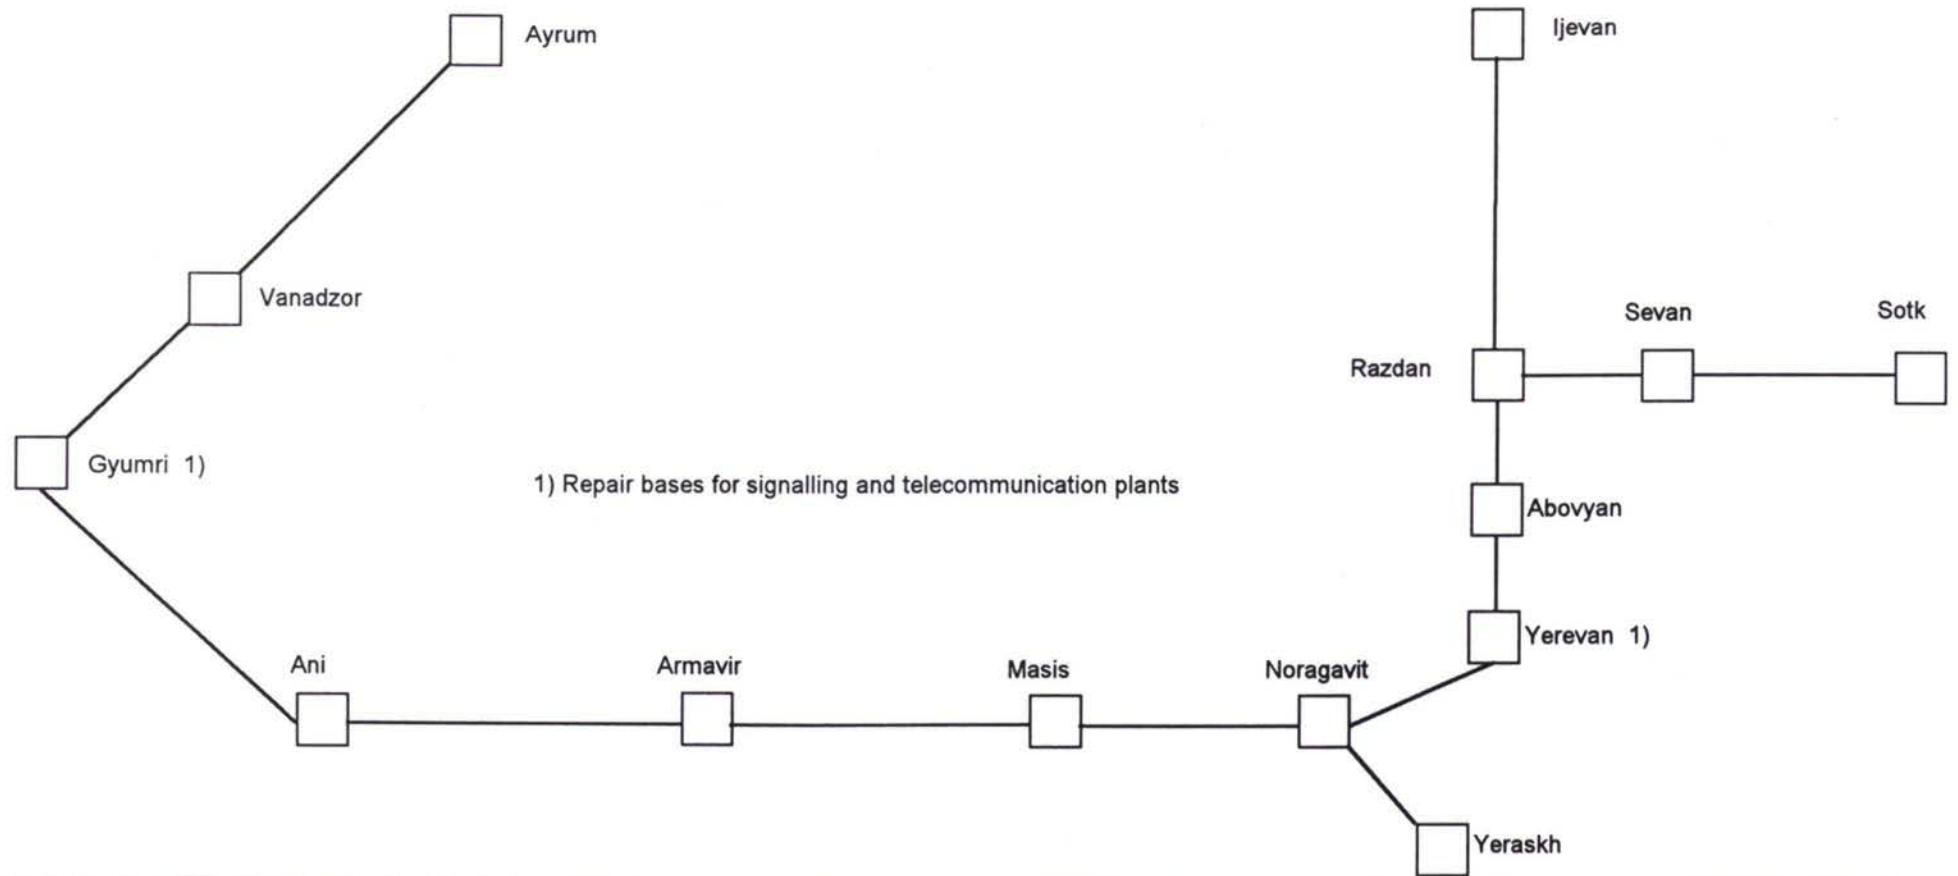 Ayrum
Ijevan
Vanadzor
Sevan
Sotk
Razdan
Gyumri 1)
1) Repair bases for signalling and telecommunication plants
Abovyan
Yerevan 1)
Ani
Armavir
Masis
Noragavit
Yeraskh